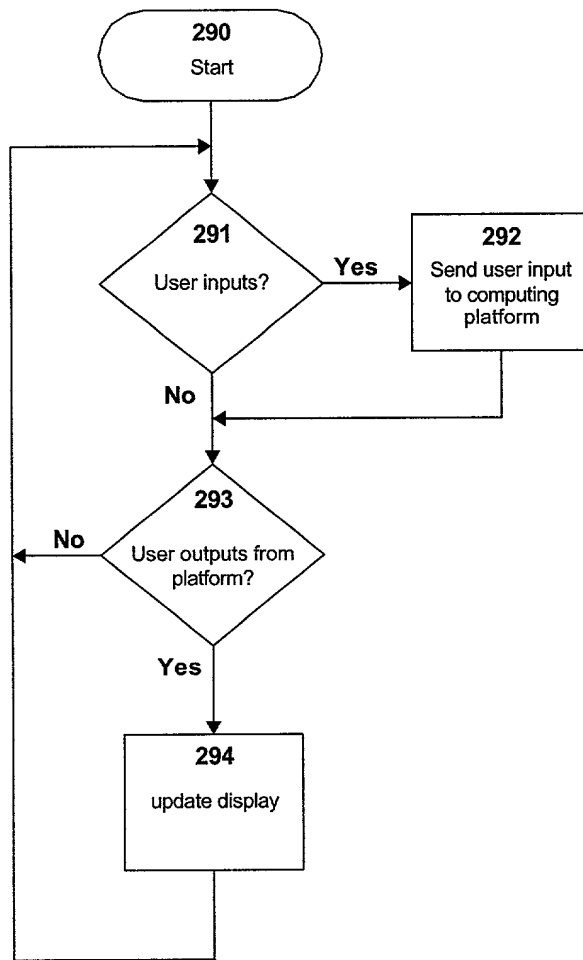 290
Start
291
User inputs?
Yes
292
Send user input
to computing
platform
No
293
User outputs from
platform?
No
Yes
294
update display